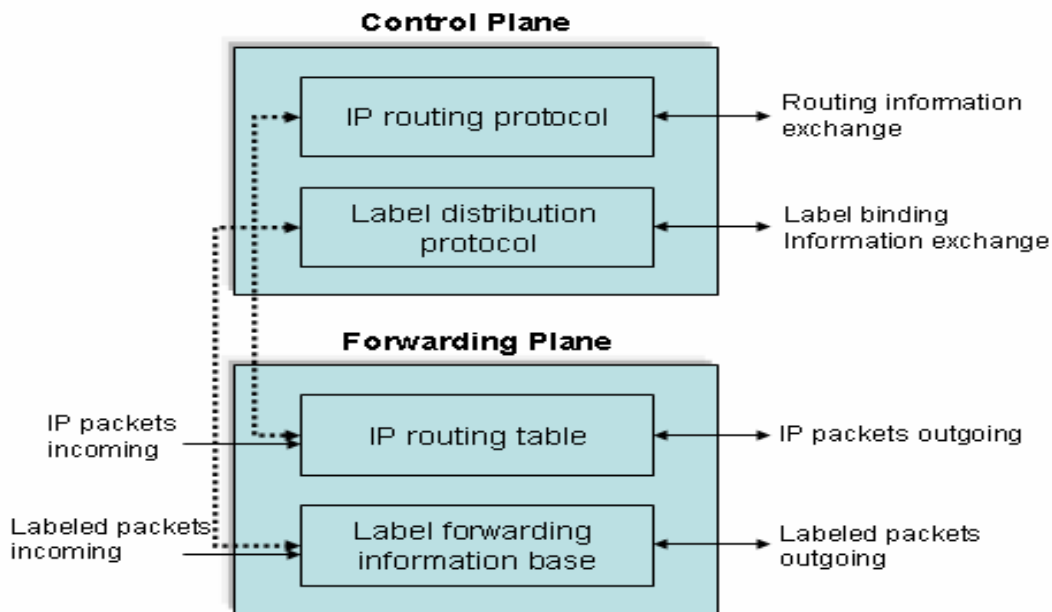 Control Plane
IP routing protocol
Routing information
exchange
Label distribution
protocol
Label binding
Information exchange
Forwarding Plane
IP packets
incoming
IP routing table
IP packets outgoing
Labeled packets
incoming
Label forwarding
information base
Labeled packets
outgoing